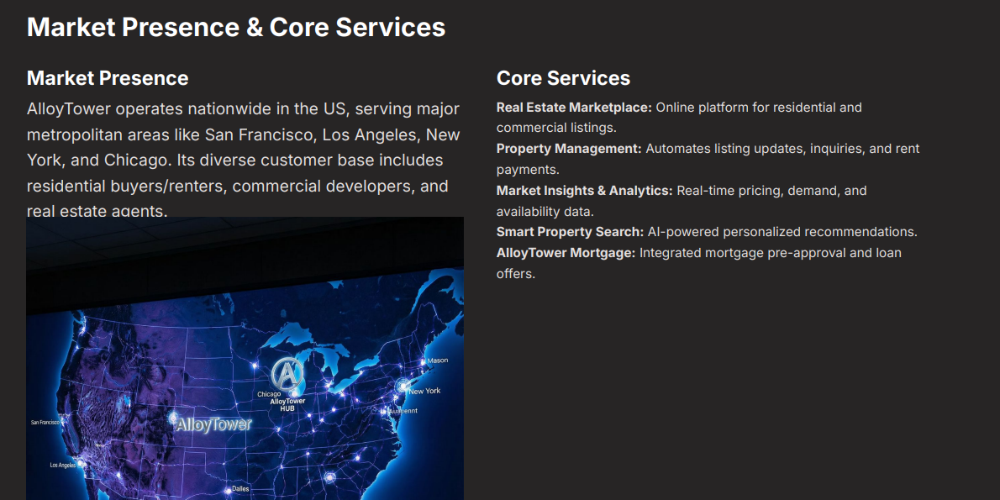 Market Presence & Core Services
Market Presence
AlloyTower operates nationwide in the US, serving major
metropolitan areas like San Francisco, Los Angeles, New
York, and Chicago. Its diverse customer base includes
residential buyers/renters, commercial developers, and
real estate agents.
Core Services
Real Estate Marketplace: Online platform for residential and
commercial listings.
Property Management: Automates listing updates, inquiries, and rent
payments.
Market Insights & Analytics: Real-time pricing, demand, and
availability data.
Smart Property Search: AI-powered personalized recommendations.
AlloyTower Mortgage: Integrated mortgage pre-approval and loan
offers.
Mason
A
Chicago
New York
AlloyTower
HUB
San Francisco
AlloyTower
Los Angeles
Dalles